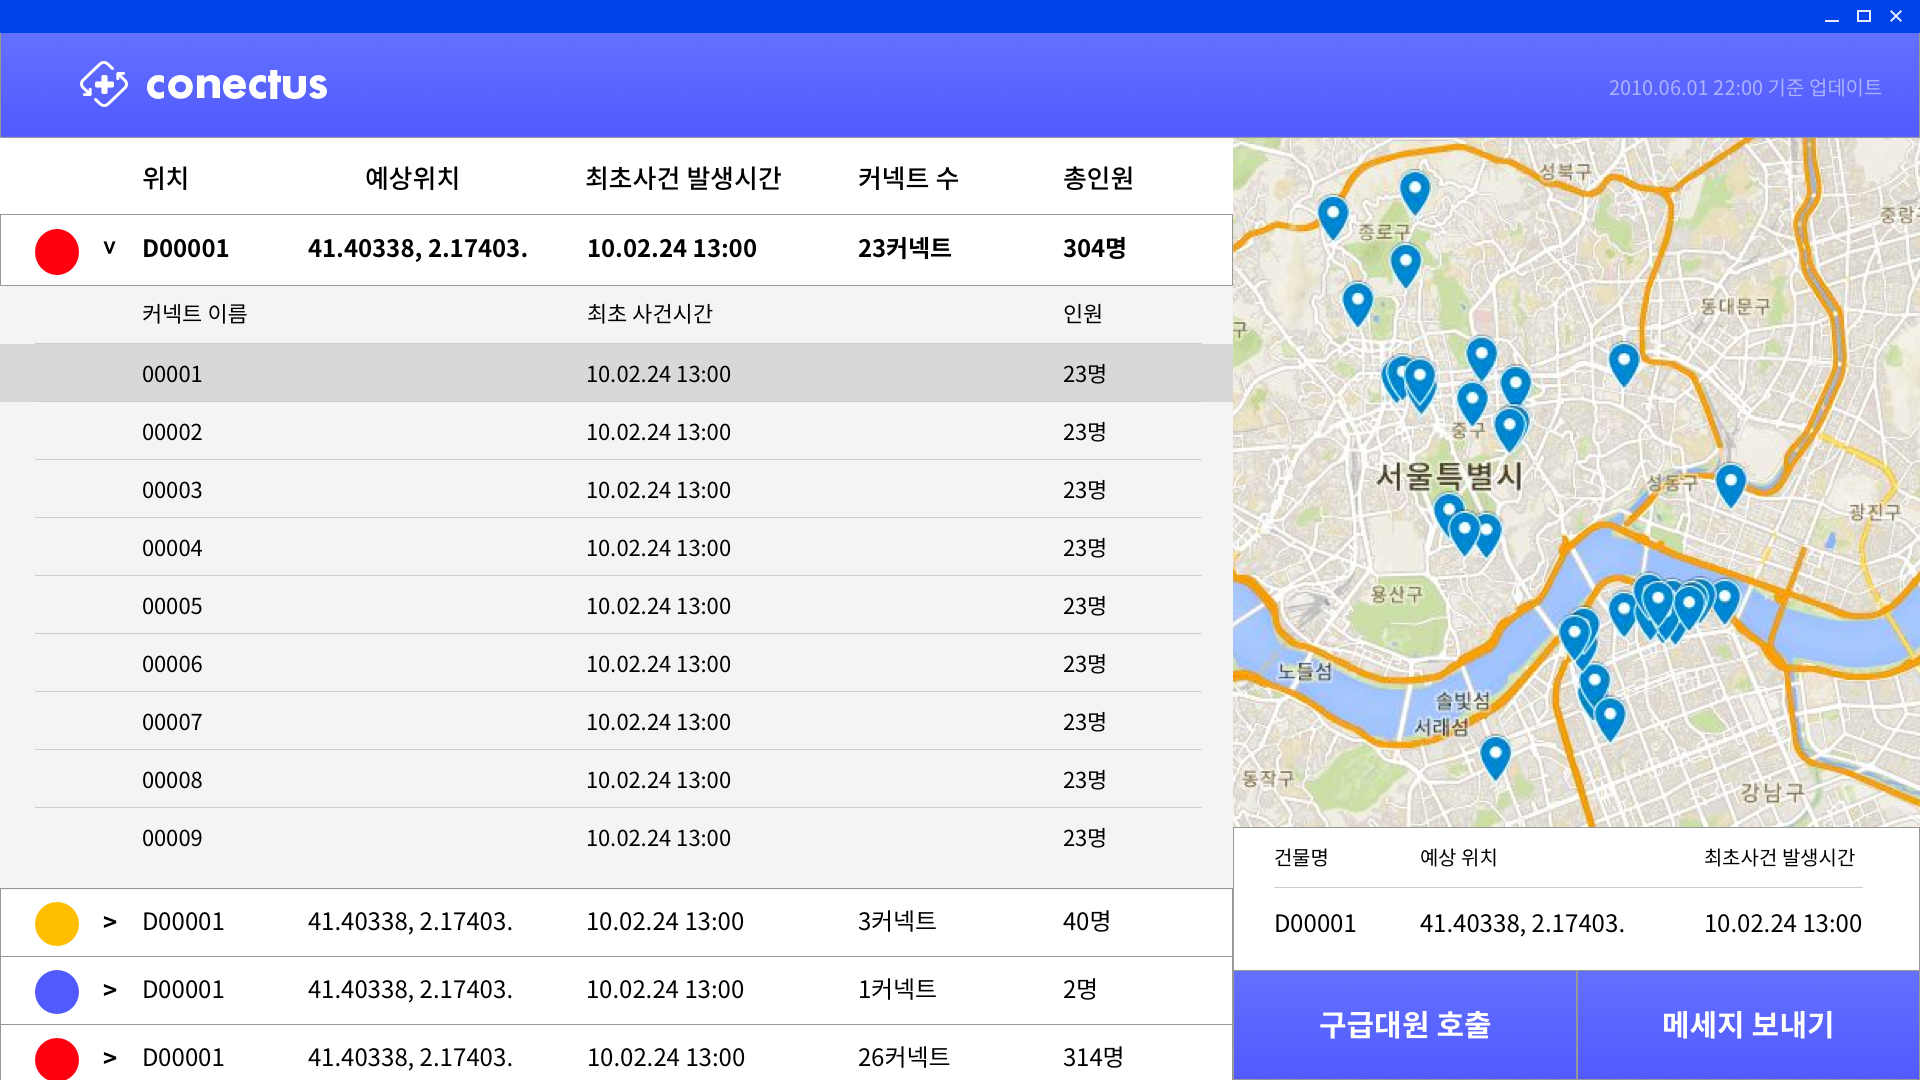 conectus
2010.06.01 22:00 기준 업데이트
위치 예상위치 최초사건 발생시간 커넥트 수 총인원
D00001 41.40338, 2.17403. 10.02.24 13:00 23커넥트 304명
커넥트 이름 최초 사건시간 인원
00001 10.02.24 13:00 23명
00002 10.02.24 13:00 23명
00003 10.02.24 13:00 23명
00004 10.02.24 13:00 23명
00005 10.02.24 13:00 23명
00006 10.02.24 13:00 23명
00007 10.02.24 13:00 23명
00008 10.02.24 13:00 23명
00009 10.02.24 13:00 23명
> D00001 41.40338, 2.17403. 10.02.24 13:00 3커넥트 40명
> D00001 41.40338, 2.17403. 10.02.24 13:00 1커넥트 2명
> D00001 41.40338, 2.17403. 10.02.24 13:00 26커넥트 314명
성북구
중랑구
종로구
동대문구
구
중구
서울특별시
성동구
광진구
용산구
노들섬
솔빛섬
서래섬
동작구
강남구
건물명 예상 위치 최초사건 발생시간
D00001 41.40338, 2.17403. 10.02.24 13:00
구급대원 호출
메세지 보내기